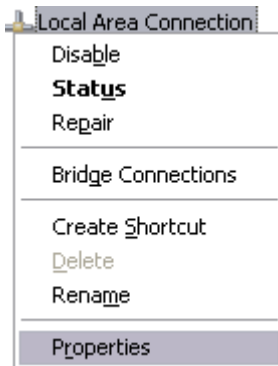 Local Area Connection
Disable
Status
Repair
Bridge Connections
Create Shortcut
Delete
Rename
Properties